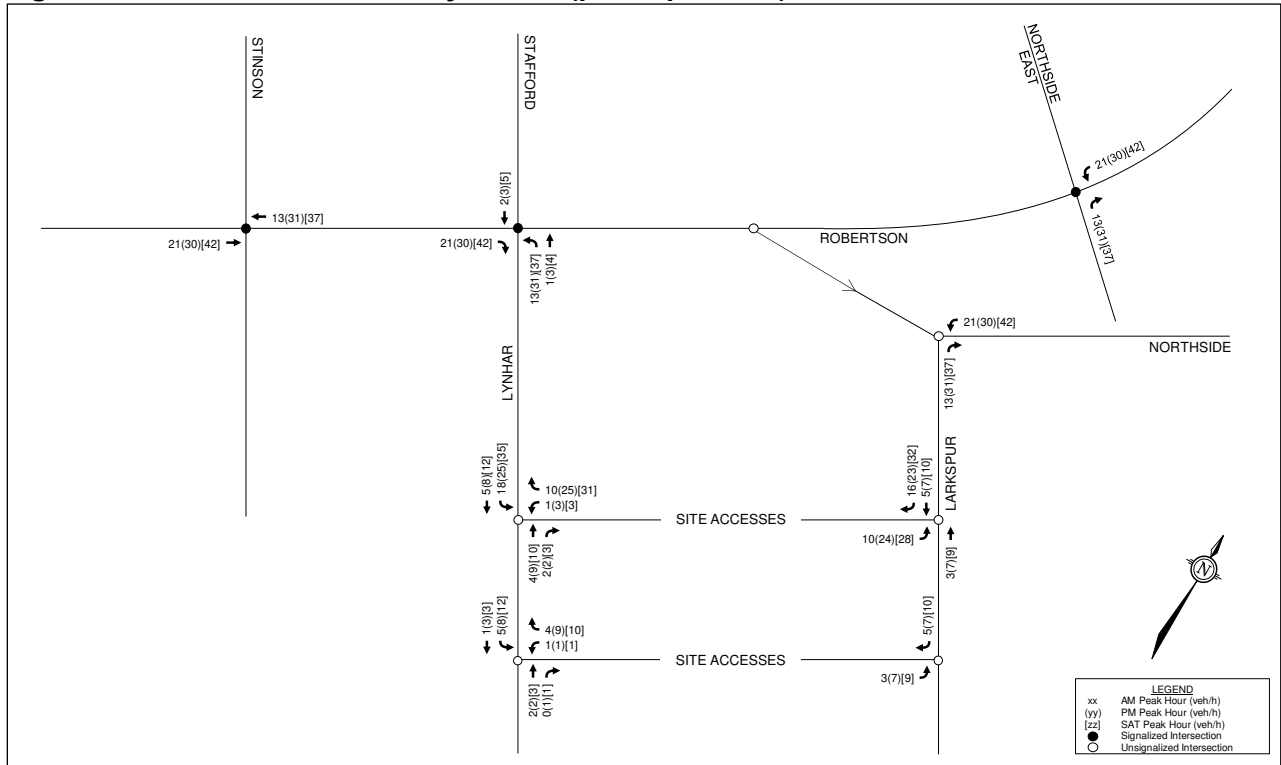 STINSON
STAFFORD
NORTHSIDE
EAST
21(30)[42]
13(31)[37]
2(3)[5]
13(31)[37]
21(30)[42]
21(30)[42]
13(31)[37]
1(3)[4]
ROBERTSON
21(30)[42]
NORTHSIDE
13(31)[37]
LYNHAR
LARKSPUR
5(8)[12]
18(25)[35]
10(25)[31]
1(3)[3]
SITE ACCESSES
16(23)[32]
5(7)[10]
10(24)[28]
3(7)[9]
4(9)[10]
2(2)[3]
1(3)[3]
5(8)[12]
4(9)[10]
1(1)[1]
SITE ACCESSES
5(7)[10]
3(7)[9]
2(2)[3]
0(1)[1]
N
LEGEND
xx AM Peak Hour (veh/h)
(yy) PM Peak Hour (veh/h)
[zz] SAT Peak Hour (veh/h)
Signalized Intersection
Unsignalized Intersection